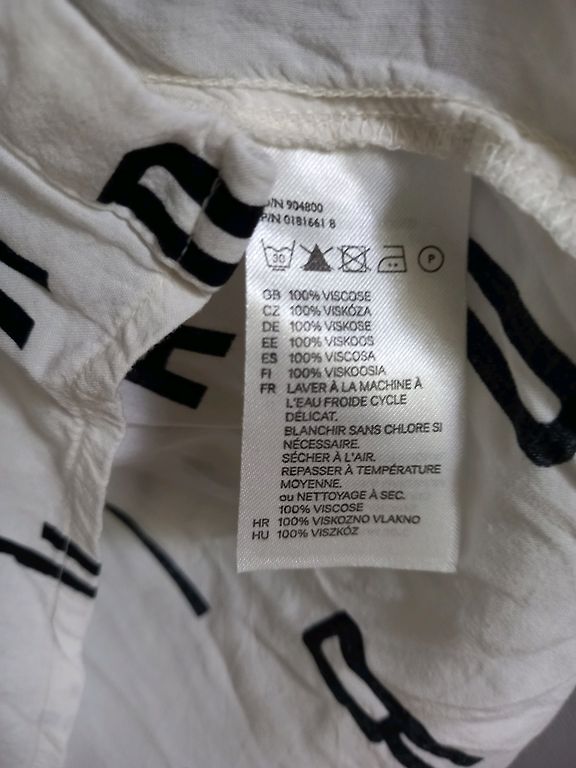 /N 904800
P/N 0181661 8
30
P
GB 100% VISCOSE
CZ 100% VISKÓZA
DE 100% VISKOSE
EE 100% VISKOOS
ES 100% VISCOSA
FI 100% VISKOOSIA
FR LAVER À LA MACHINE À
L'EAU FROIDE CYCLE
DÉLICAT.
BLANCHIR SANS CHLORE SI
NÉCESSAIRE.
SÉCHER À L'AIR.
REPASSER À TEMPÉRATURE
MOYENNE.
ou NETTOYAGE À SEC.
100% VISCOSE
HR 100% VISKOZNO VLAKNO
HU 100% VISZKÓZ